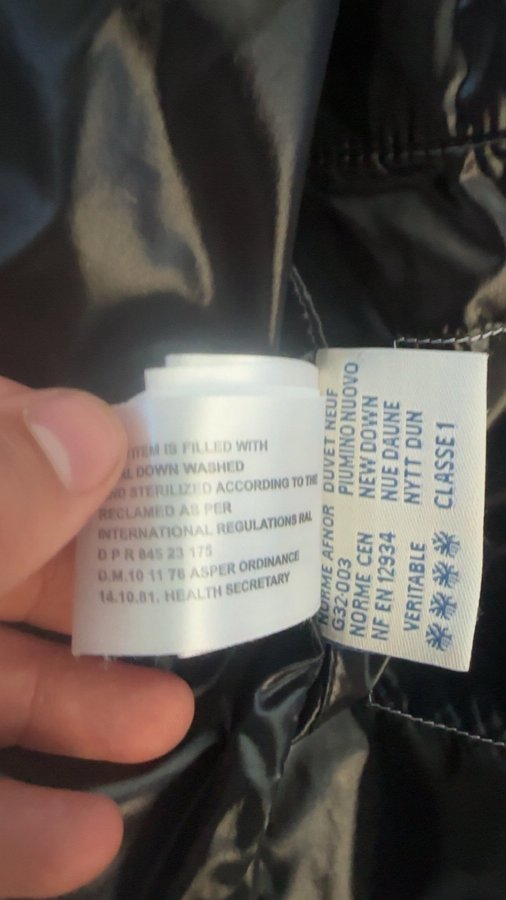 ITEM IS FILLED WITH
DOWN WASHED
STERILIZED ACCORDING TO THE
RECLAMED AS PER
INTERNATIONAL REGULATIONS RAL
D P R 845 23 175
D.M.10 11 76 ASPER ORDINANCE
14.10.81. HEALTH SECRETARY
NORME AFNOR DUVET NEUF
G32-003 PIUMINO NUOVO
NORME CEN NEW DOWN
NF EN 12934 NUE DAUNE
VERITABLE NYTT DUN
CLASSE 1